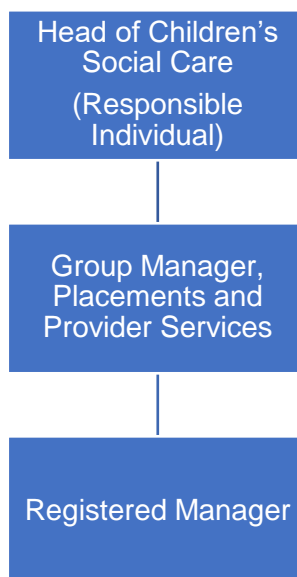 Head of Children’s
Social Care
(Responsible
Individual)
Group Manager,
Placements and
Provider Services
Registered Manager